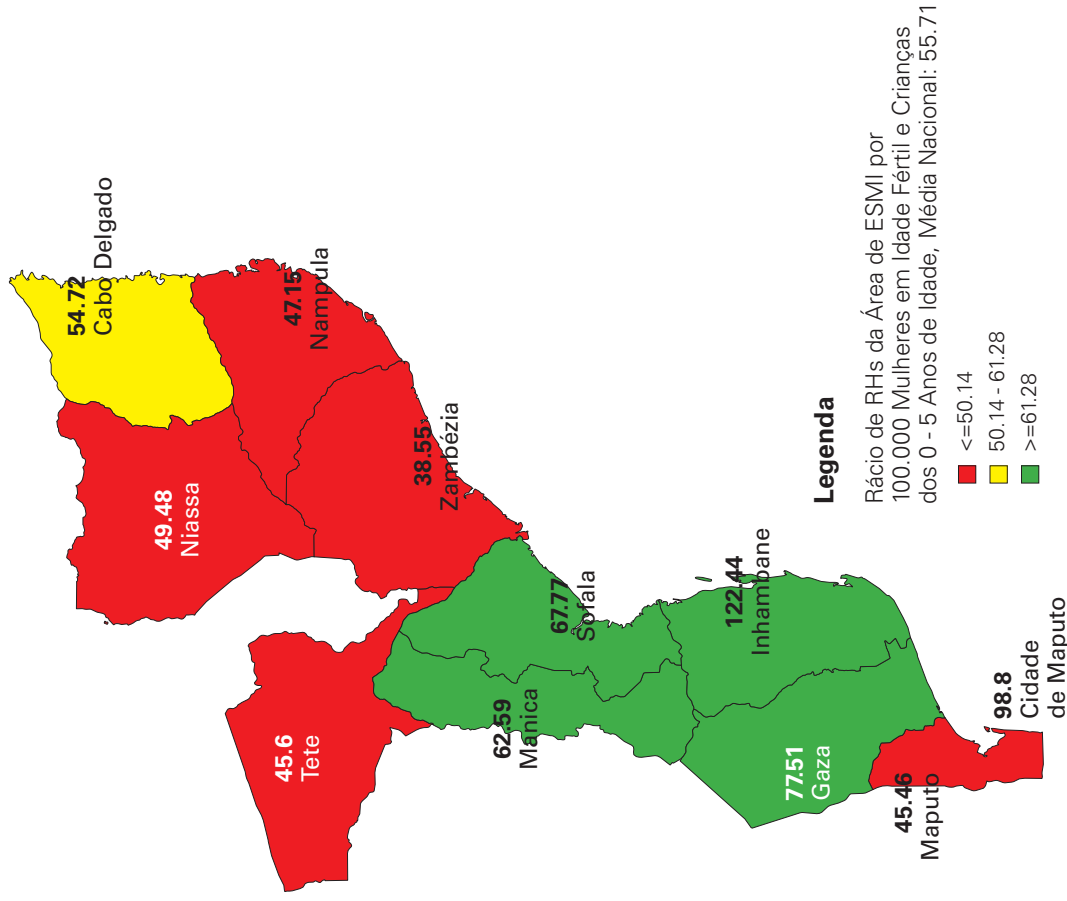 54.72
Cabo Delgado
49.48
Niassa
47.15
Nampula
38.55
Zambézia
45.6
Tete
62.59
Manica
67.77
Sofala
122.44
Inhambane
77.51
Gaza
45.46
Maputo
98.8
Cidade
de Maputo
Legenda
Rácio de RHs da Área de ESMI por
100.000 Mulheres em Idade Fértil e Crianças
dos 0 - 5 Anos de Idade, Média Nacional: 55.71
<=50.14
50.14 - 61.28
>=61.28